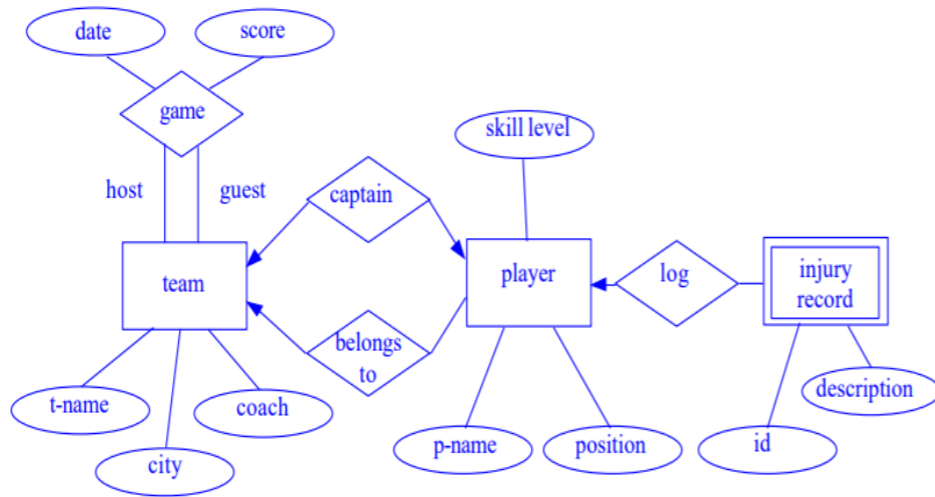 date
score
game
skill level
host
guest
captain
team
player
log
injury
record
belongs
to
t-name
coach
city
p-name
position
description
id